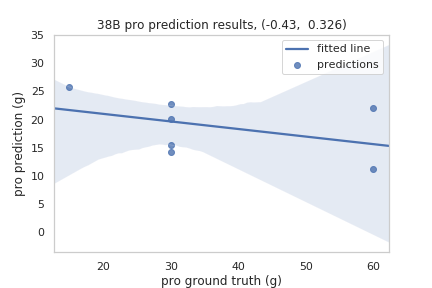 38B pro prediction results, (-0.43,  0.326)
35
30
25
20
15
10
5
0
pro prediction (g)
fitted line
predictions
20
30
40
50
60
pro ground truth (g)